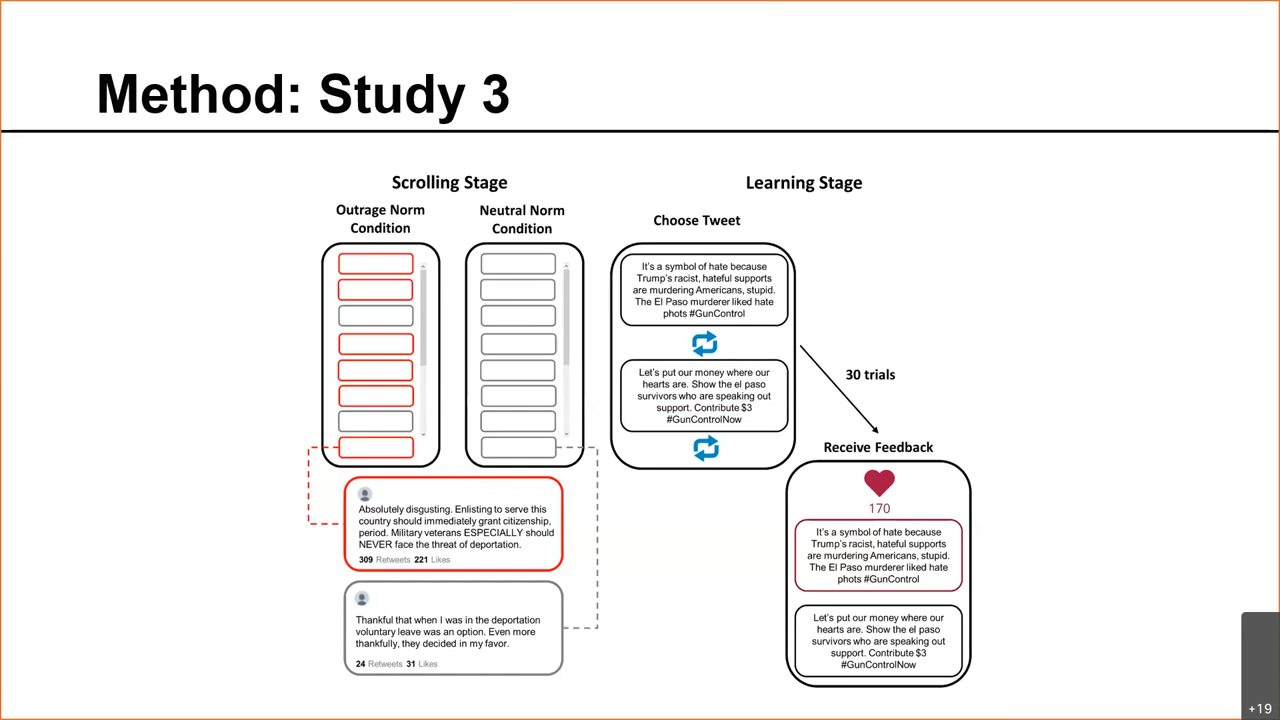 Method: Study 3
Scrolling Stage
Outrage Norm
Condition
Neutral Norm
Condition
Absolutely disgusting. Enlisting to serve this
country should immediately grant citizenship,
period. Military veterans ESPECIALLY should
NEVER face the threat of deportation.
309 Retweets 221 Likes
Thankful that when I was in the deportation
voluntary leave was an option. Even more
thankfully, they decided in my favor.
24 Retweets 31 Likes
Learning Stage
Choose Tweet
It's a symbol of hate because
Trump's racist, hateful supports
are murdering Americans, stupid.
The El Paso murderer liked hate
phots #GunControl
Let's put our money where our
hearts are. Show the el paso
survivors who are speaking out
support. Contribute $3
#GunControlNow
30 trials
Receive Feedback
170
It's a symbol of hate because
Trump's racist, hateful supports
are murdering Americans, stupid.
The El Paso murderer liked hate
phots #GunControl
Let's put our money where our
hearts are. Show the el paso
survivors who are speaking out
support. Contribute $3
#GunControlNow
+19